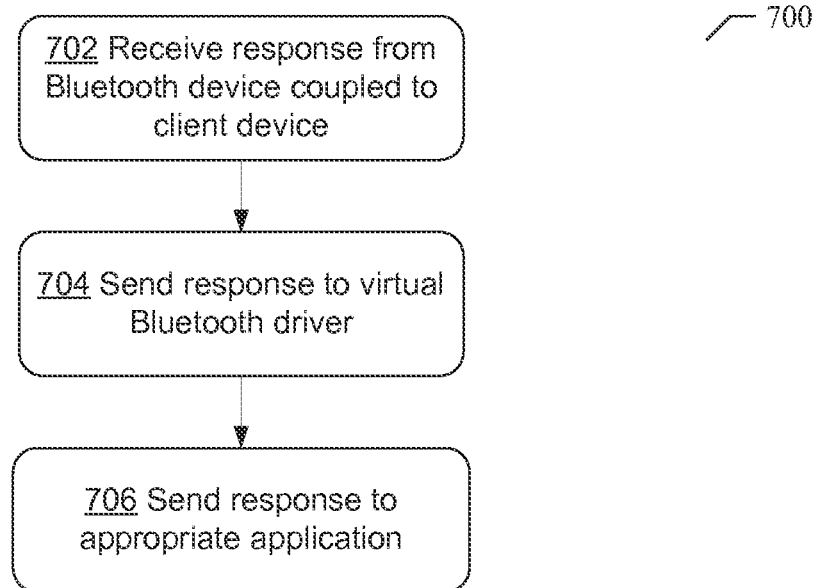 700
702 Receive response from
Bluetooth device coupled to
client device
704 Send response to virtual
Bluetooth driver
706 Send response to
appropriate application